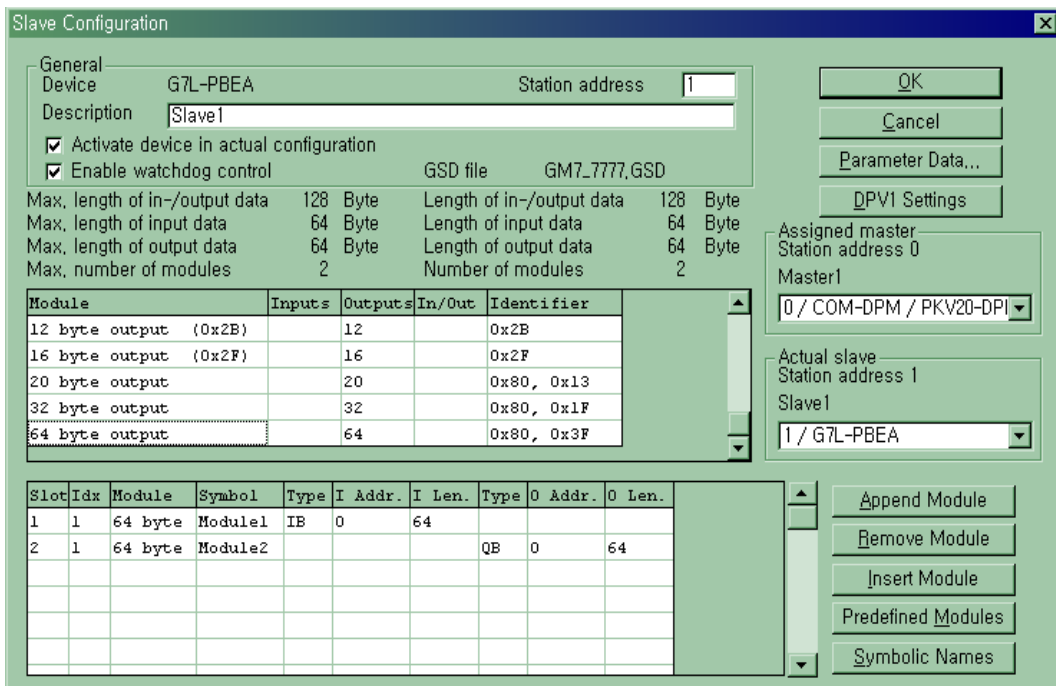 Slave Configuration
General
Device G7L-PBEA Station address 1
Description Slave1
Activate device in actual configuration
Enable watchdog control GSD file GM7_7777.GSD
Max. length of in-/output data 128 Byte Length of in-/output data 128 Byte
Max. length of input data 64 Byte Length of input data 64 Byte
Max. length of output data 64 Byte Length of output data 64 Byte
Max. number of modules 2 Number of modules 2
OK
Cancel
Parameter Data...
DPV1 Settings
Assigned master
Station address 0
Master1
0 / COM-DPM / PKV20-DPI
Actual slave
Station address 1
Slave1
1 / G7L-PBEA
Module Inputs Outputs In/Out Identifier
12 byte output (0x2B) 12 0x2B
16 byte output (0x2F) 16 0x2F
20 byte output 20 0x80, 0x13
32 byte output 32 0x80, 0x1F
64 byte output 64 0x80, 0x3F
Slot Idx Module Symbol Type I Addr. I Len. Type O Addr. O Len.
1 1 64 byte Module1 IB 0 64
2 1 64 byte Module2 QB 0 64
Append Module
Remove Module
Insert Module
Predefined Modules
Symbolic Names